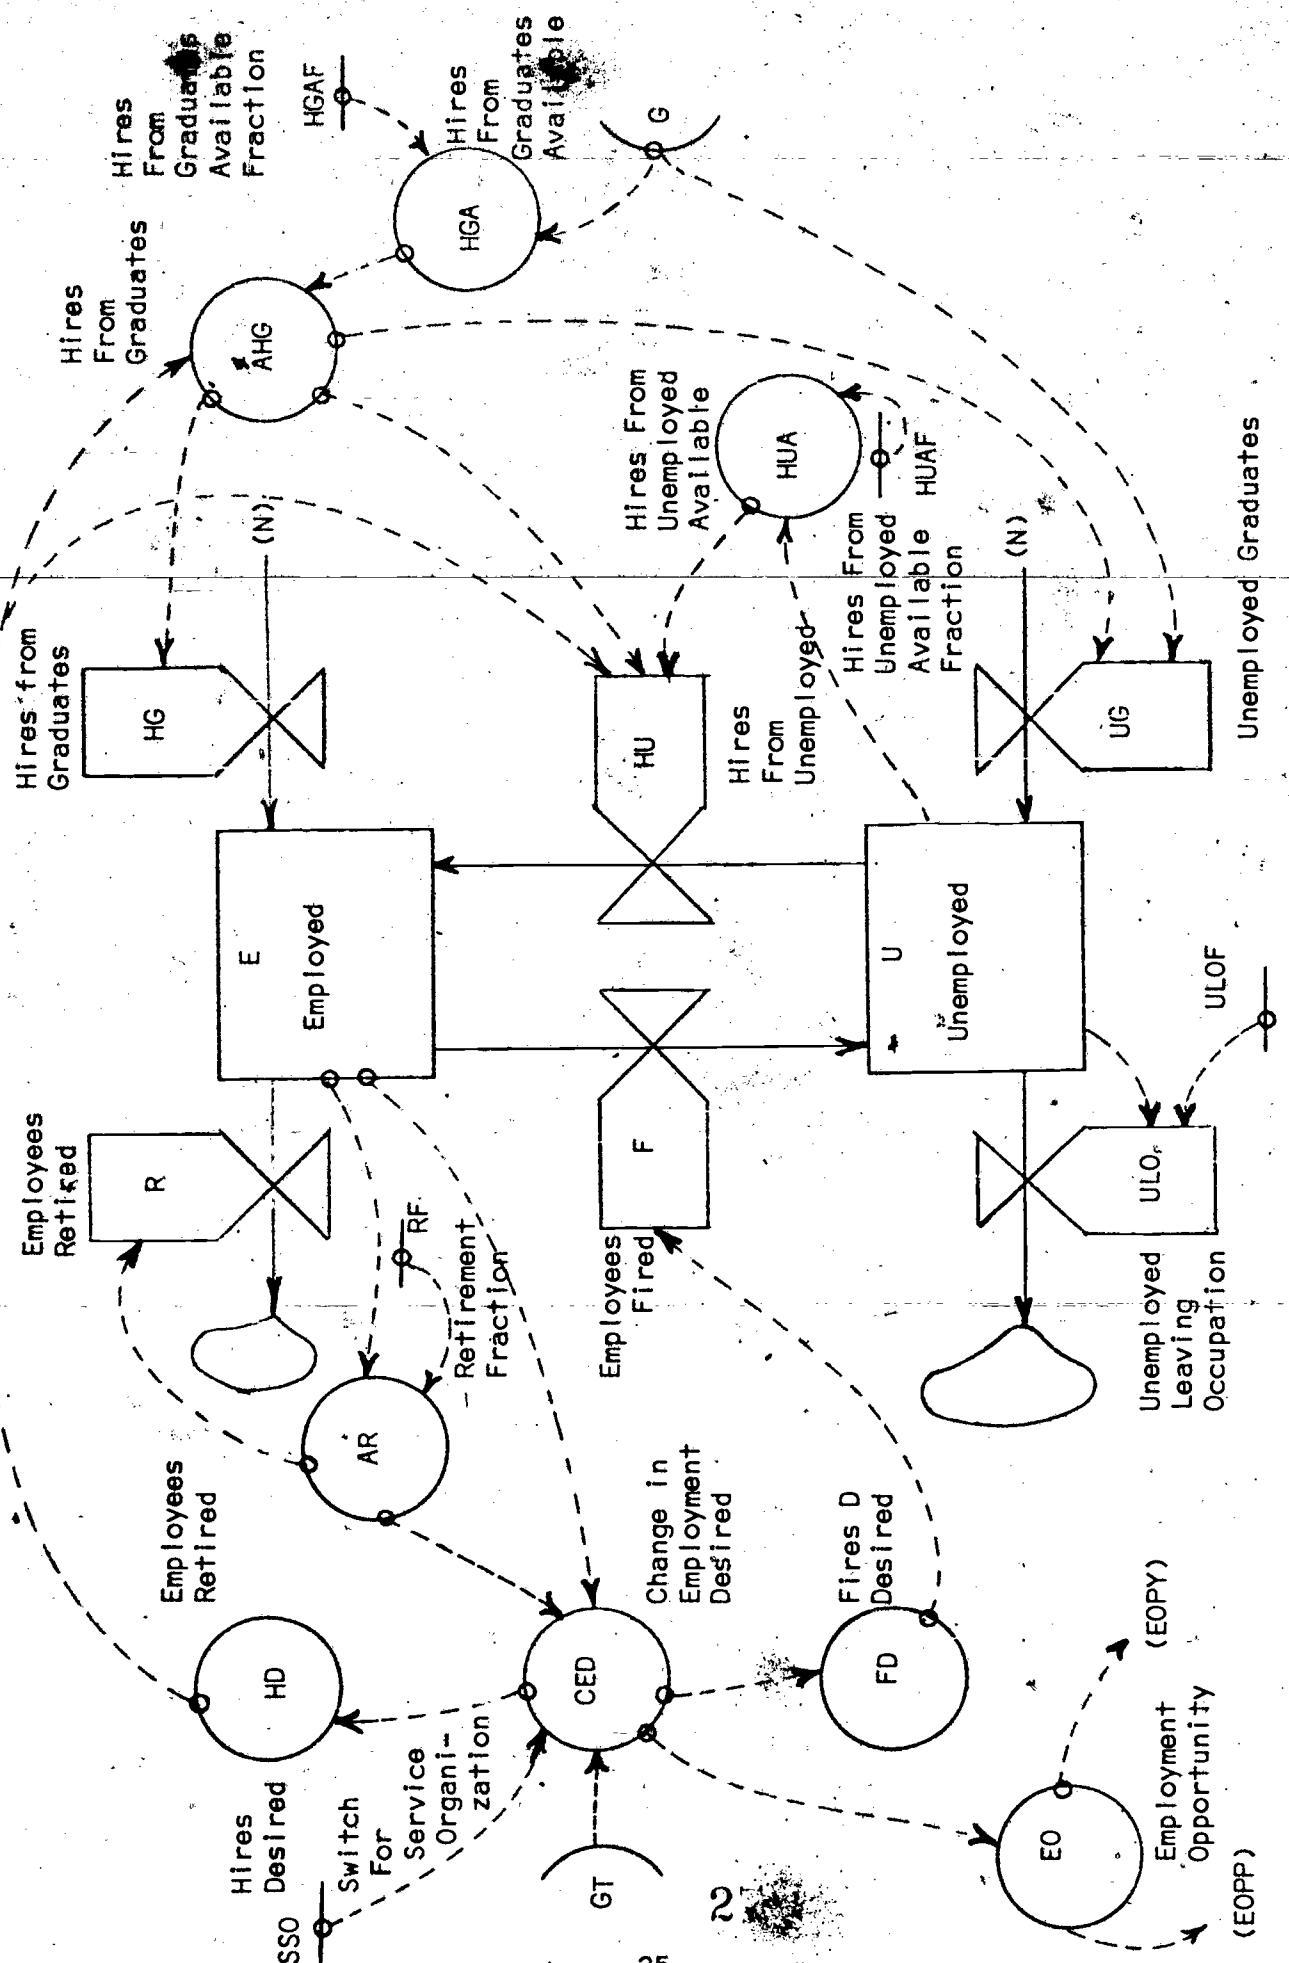 SSO
Switch
For
Service
Organi-
zation
Hires
Desired
HD
Employees
Retired
AR
Employees
Retired
R
RF
Retirement
Fraction
E
Employed
Hires from
Graduates
HG
(N)
Hires
From
Graduates
AHG
Hires
From
Graduates
Available
Fraction
HGAF
HGA
Hires
From
Graduates
Available
G
GT
CED
Change in
Employment
Desired
Employees
Fired
F
HU
Hires
From
Unemployed
Hires From
Unemployed
Available
HUA
HUAF
Hires From
Unemployed
Available
Fraction
Fires D
Desired
FD
U
Unemployed
(N)
UG
Unemployed Graduates
EO
Employment
Opportunity
(EOPY)
(EOPP)
ULO
Unemployed
Leaving
Occupation
ULOF